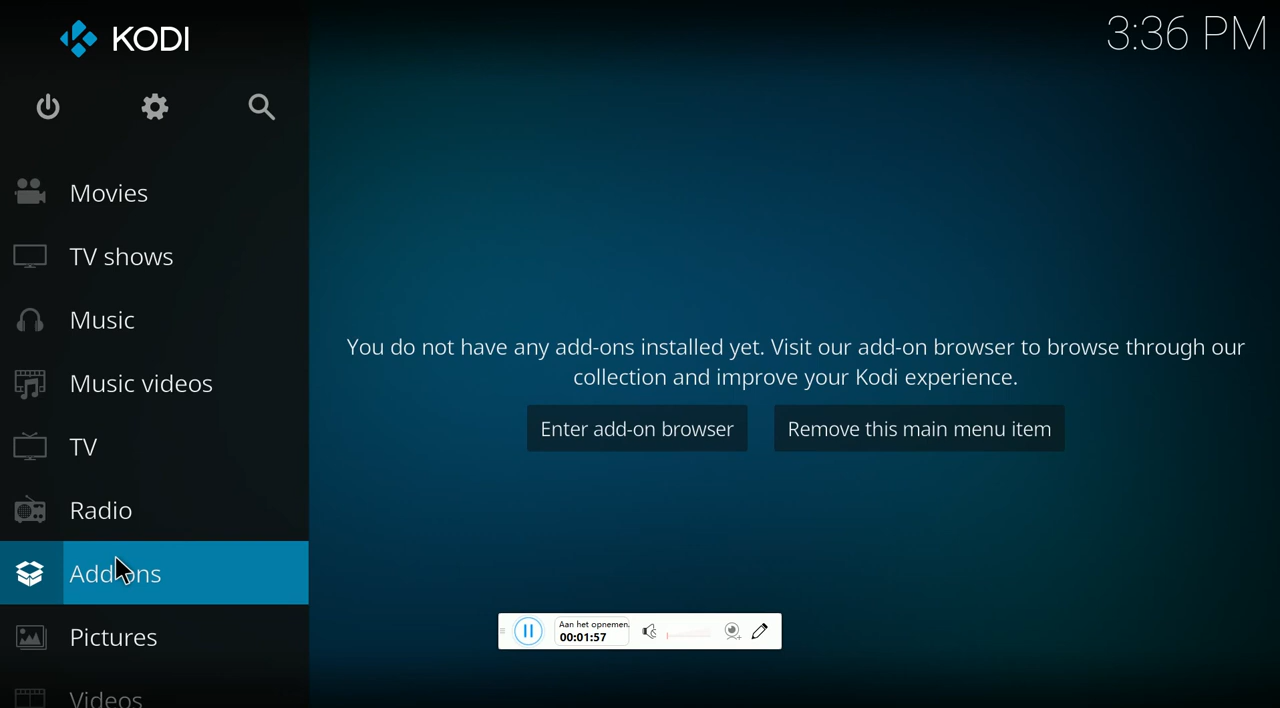 KODI
3:36 PM
Movies
TV shows
Music
Music videos
TV
Radio
Add-ons
Pictures
Videos
You do not have any add-ons installed yet. Visit our add-on browser to browse through our
collection and improve your Kodi experience.
Enter add-on browser
Remove this main menu item
Aan het opnemen.
00:01:57